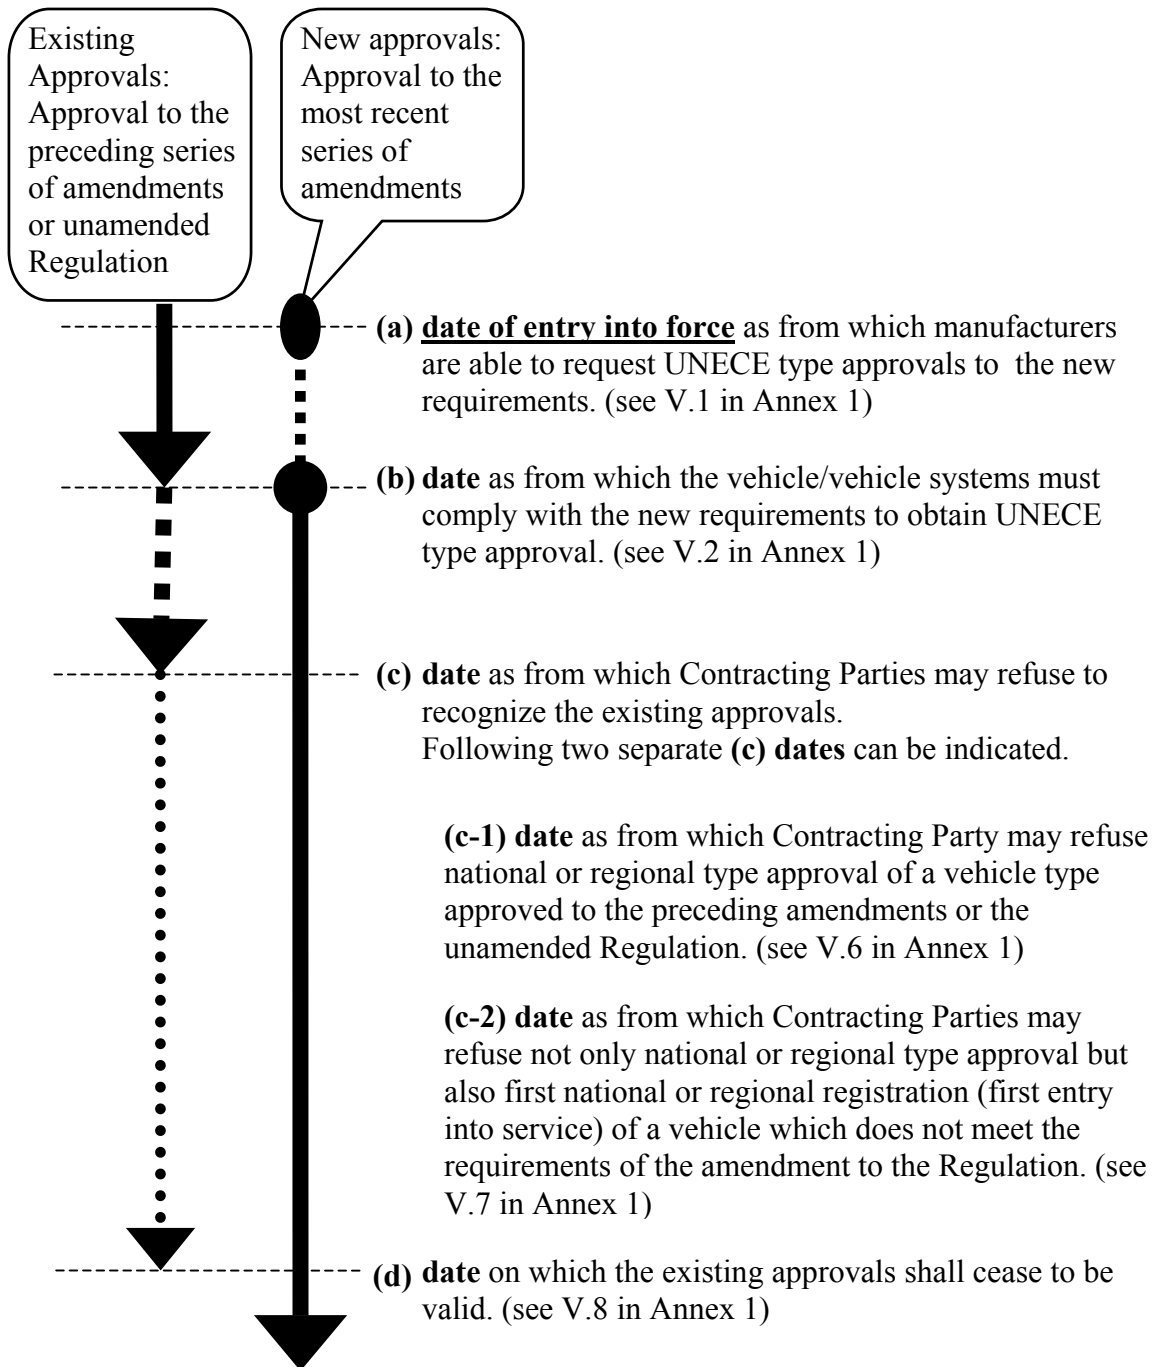 Existing
Approvals:
Approval to the
preceding series
of amendments
or unamended
Regulation
New approvals:
Approval to the
most recent
series of
amendments
(a) date of entry into force as from which manufacturers
are able to request UNECE type approvals to the new
requirements. (see V.1 in Annex 1)
(b) date as from which the vehicle/vehicle systems must
comply with the new requirements to obtain UNECE
type approval. (see V.2 in Annex 1)
(c) date as from which Contracting Parties may refuse to
recognize the existing approvals.
Following two separate (c) dates can be indicated.
(c-1) date as from which Contracting Party may refuse
national or regional type approval of a vehicle type
approved to the preceding amendments or the
unamended Regulation. (see V.6 in Annex 1)
(c-2) date as from which Contracting Parties may
refuse not only national or regional type approval but
also first national or regional registration (first entry
into service) of a vehicle which does not meet the
requirements of the amendment to the Regulation. (see
V.7 in Annex 1)
(d) date on which the existing approvals shall cease to be
valid. (see V.8 in Annex 1)